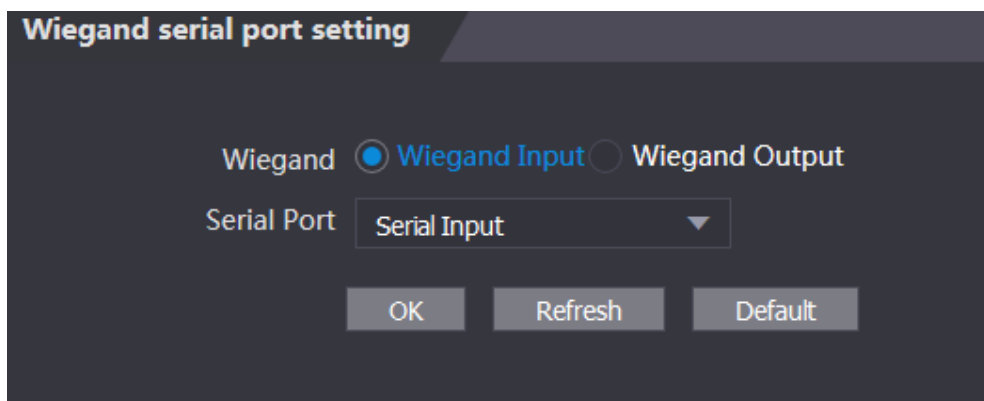 Wiegand serial port setting
Wiegand Wiegand Input Wiegand Output
Serial Port Serial Input
OK Refresh Default